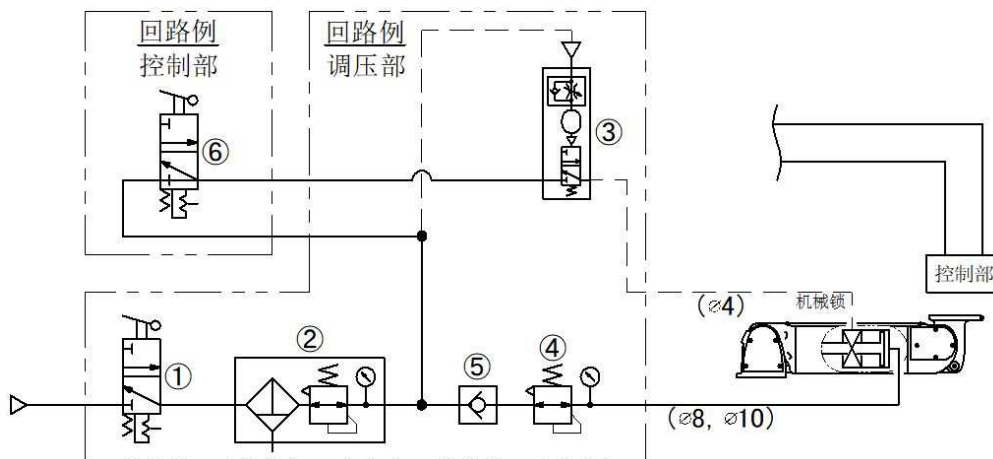 回路例
控制部
回路例
调压部
⑥
③
控制部
机械锁
(⌀4)
①
②
⑤
④
(⌀8, ⌀10)